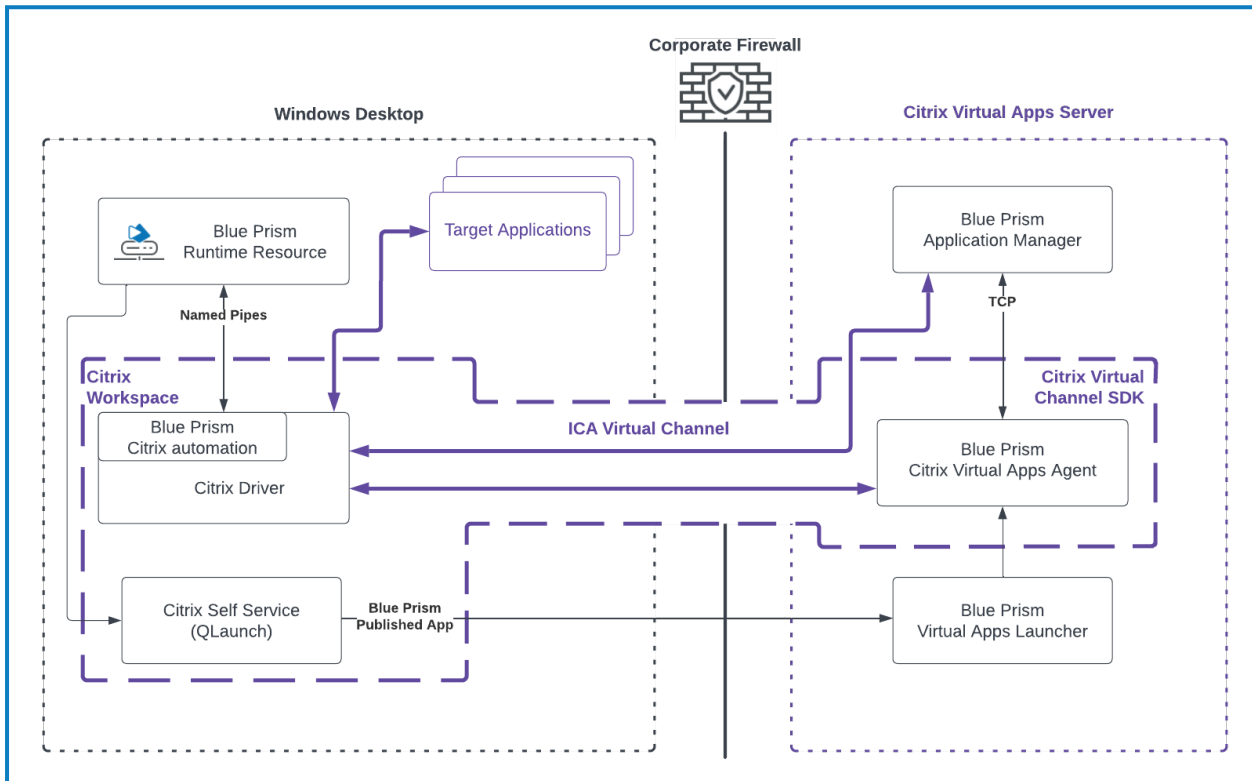 Corporate Firewall
Windows Desktop
Citrix Virtual Apps Server
Blue Prism
Runtime Resource
Target Applications
Blue Prism
Application Manager
Named Pipes
TCP
Citrix
Workspace
Citrix Virtual
Channel SDK
Blue Prism
Citrix automation
ICA Virtual Channel
Blue Prism
Citrix Virtual Apps Agent
Citrix Driver
Citrix Self Service
(QLaunch)
Blue Prism
Published App
Blue Prism
Virtual Apps Launcher